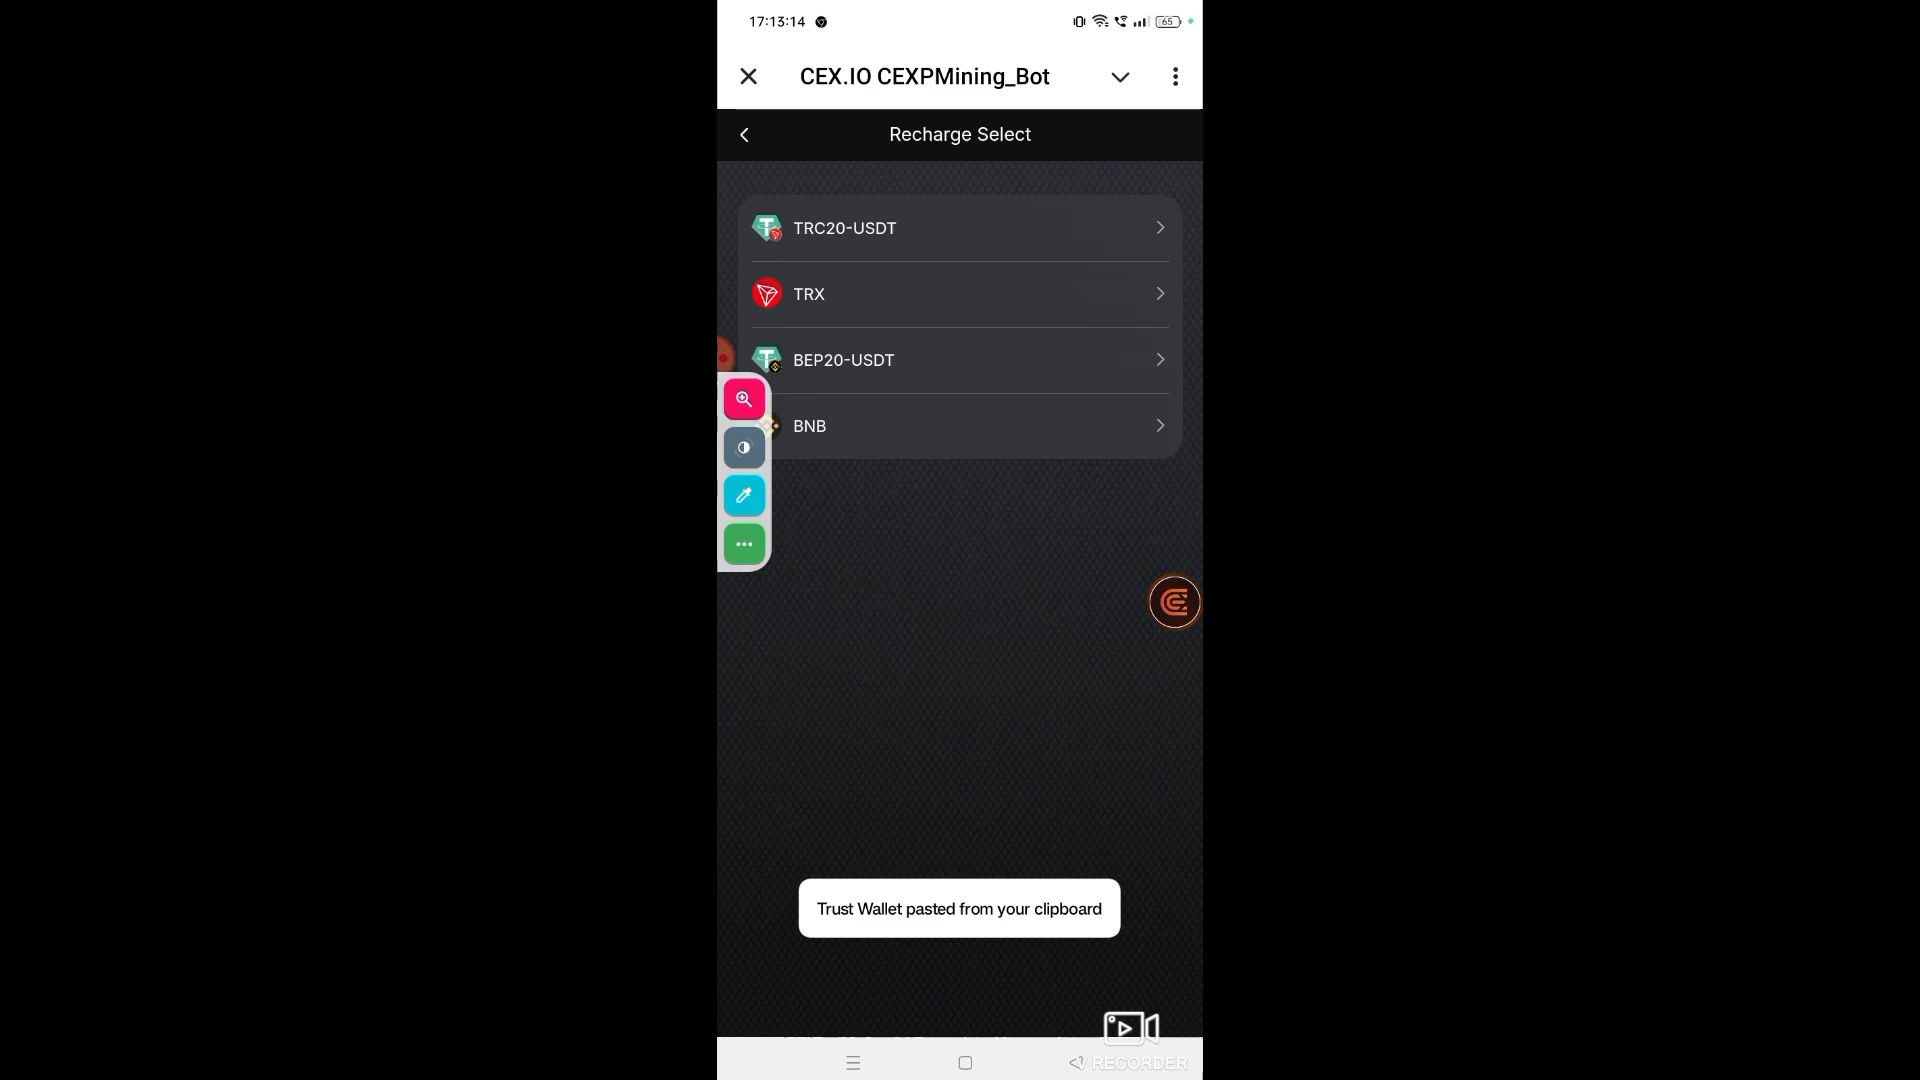 17:13:14
65
CEX.IO CEXPMining_Bot
Recharge Select
TRC20-USDT
TRX
BEP20-USDT
BNB
Trust Wallet pasted from your clipboard
RECORDER